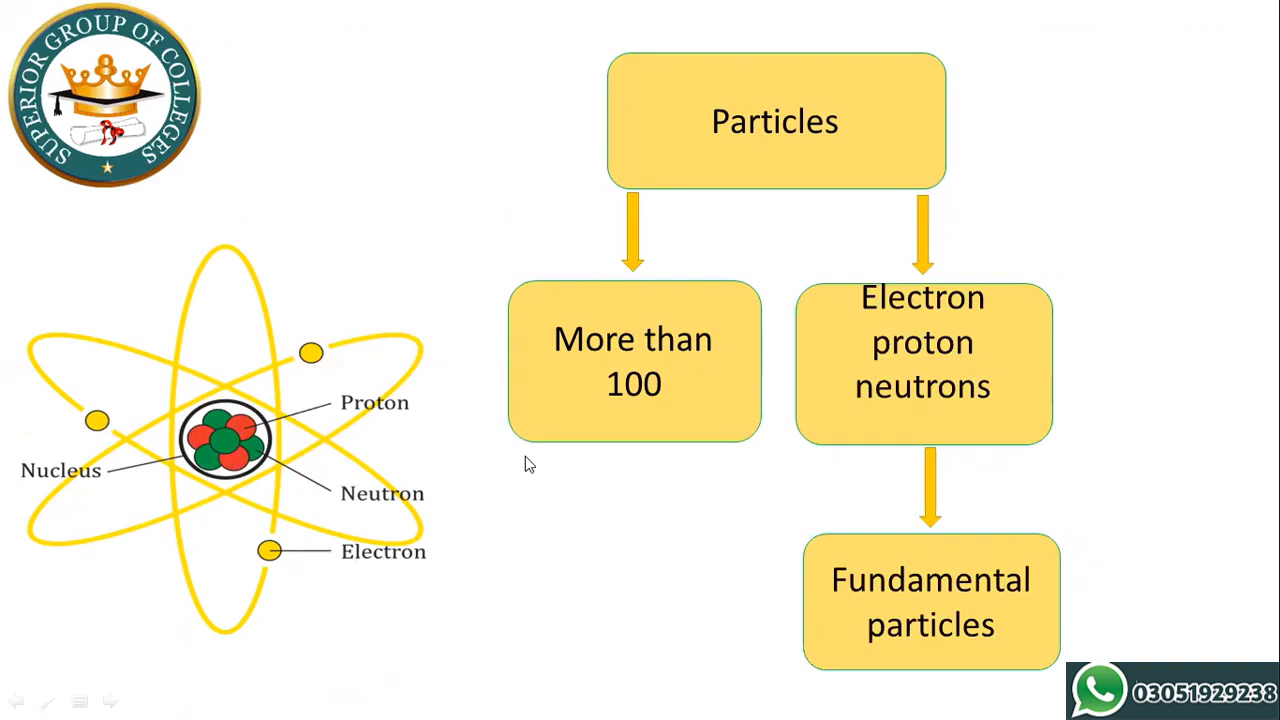 SUPERIOR GROUP OF COLLEGES
Particles
More than
100
Electron
proton
neutrons
Fundamental
particles
Proton
Nucleus
Neutron
Electron
03051929238